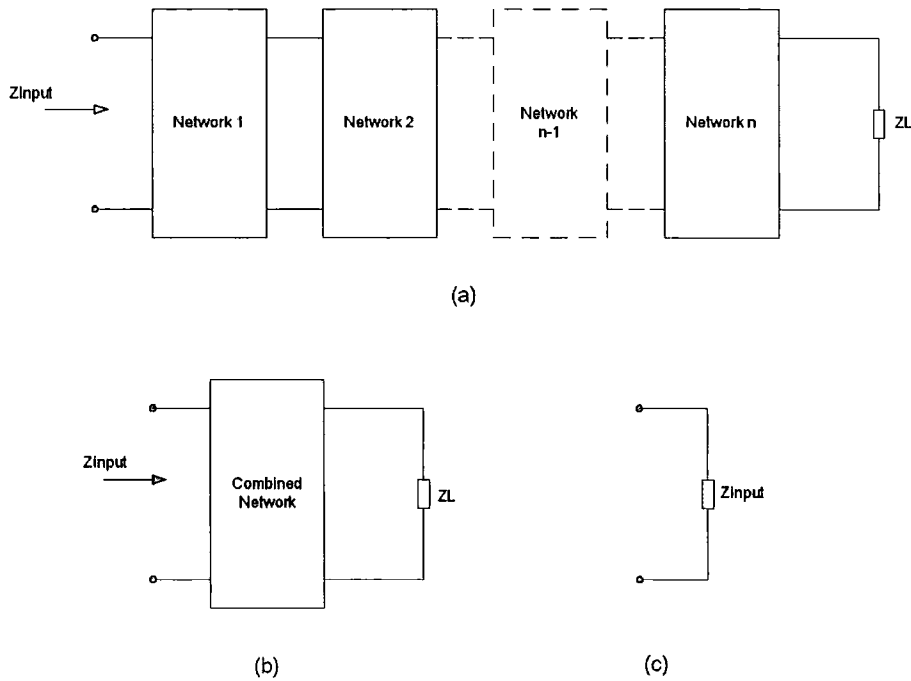 Zinput
Network 1
Network 2
Network
n-1
Network n
ZL
(a)
Zinput
Combined
Network
ZL
Zinput
(b)
(c)